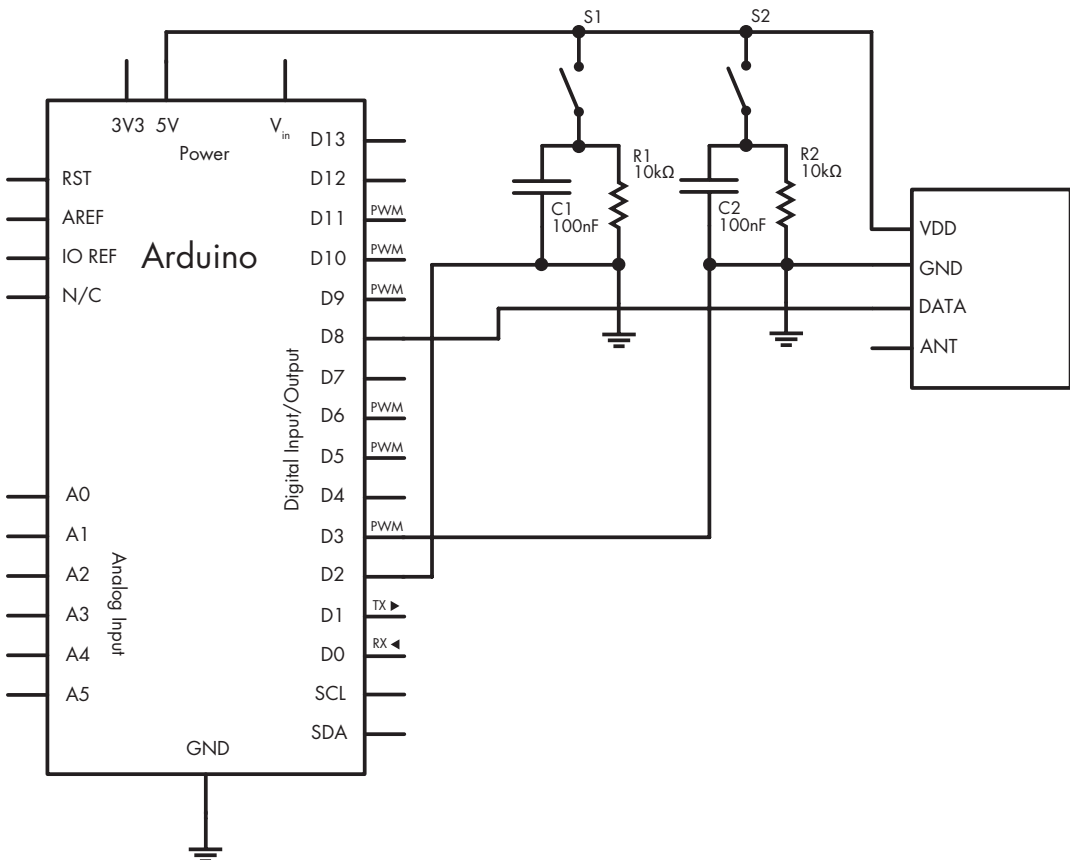 S1
S2
3V3 5V
Vin
Power
RST
AREF
IO REF
N/C
Arduino
D13
D12
D11
PWM
D10
PWM
D9
PWM
D8
D7
D6
PWM
D5
PWM
D4
D3
PWM
D2
D1
TX ▶
D0
RX ◀
SCL
SDA
Digital Input/Output
A0
A1
A2
A3
A4
A5
Analog Input
GND
C1
100nF
R1
10kΩ
C2
100nF
R2
10kΩ
VDD
GND
DATA
ANT